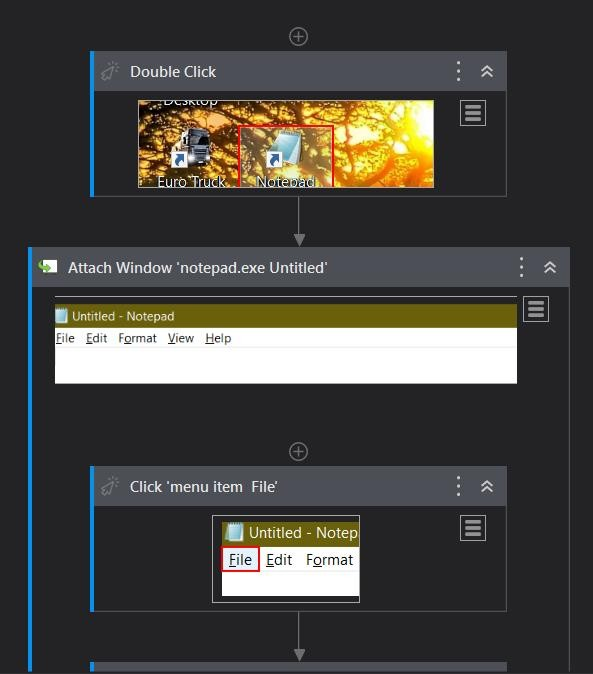 Double Click
Desktop
Euro Truck
Notepad
Attach Window 'notepad.exe Untitled'
Untitled - Notepad
File Edit Format View Help
Click 'menu item  File'
Untitled - Notep
File Edit Format